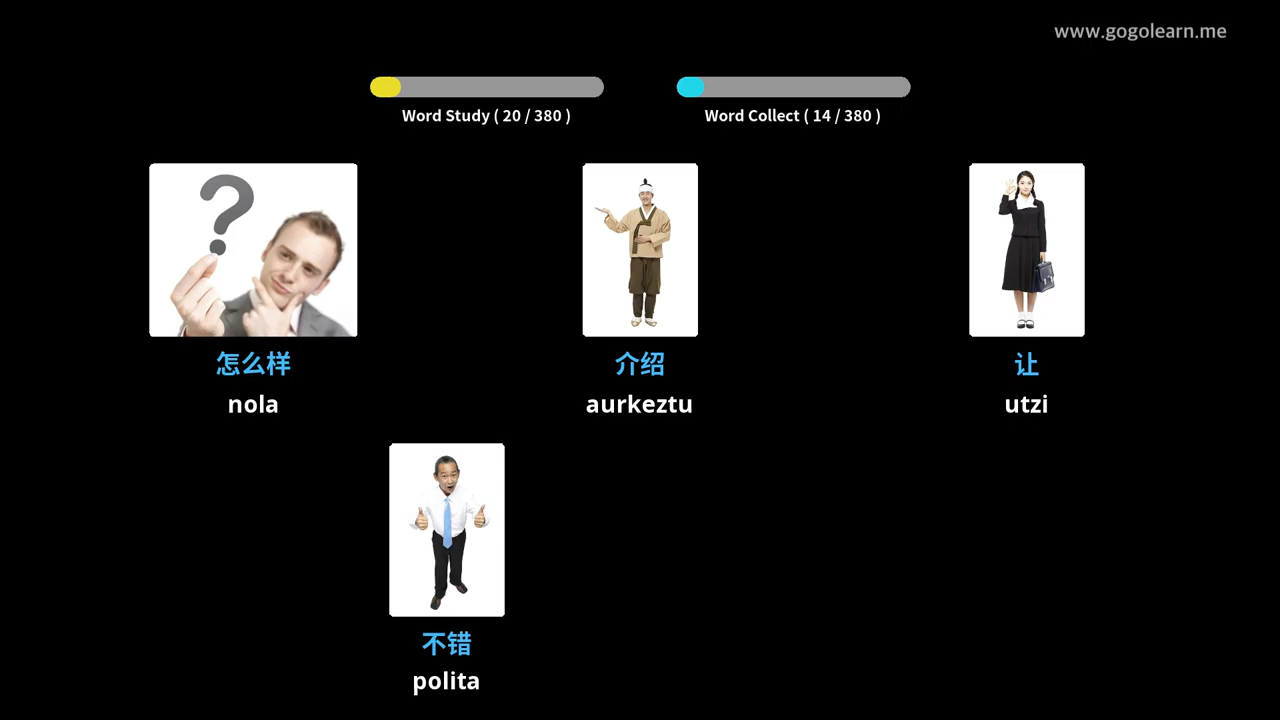 www.gogolearn.me
Word Study ( 20 / 380 )
Word Collect ( 14 / 380 )
怎么样
nola
介绍
aurkeztu
让
utzi
不错
polita